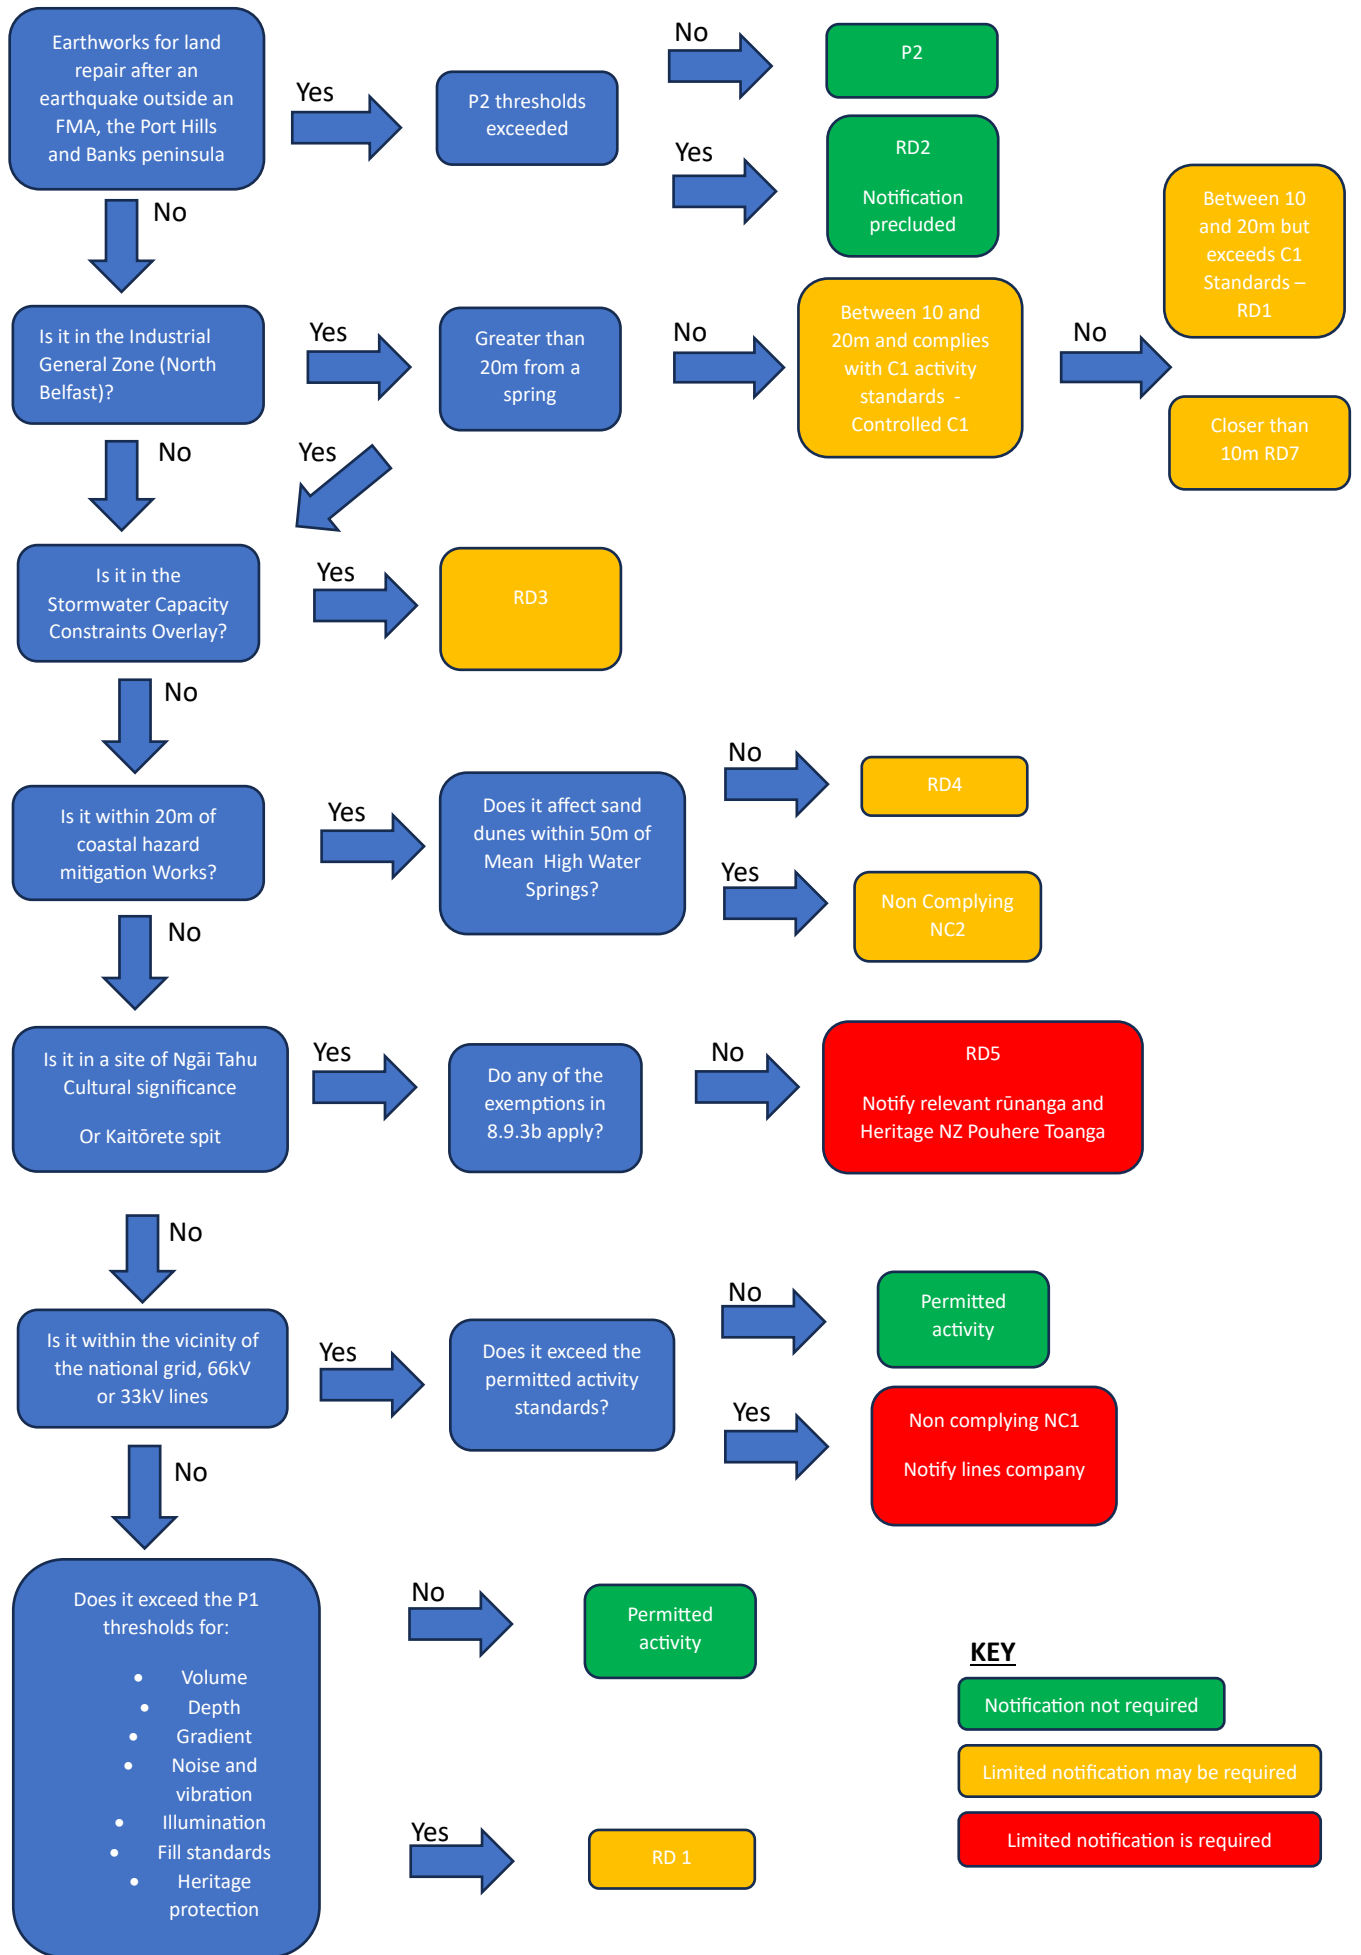 Earthworks for land
repair after an
earthquake outside an
FMA, the Port Hills
and Banks peninsula
Yes
P2 thresholds
exceeded
No
P2
Yes
RD2
Notification
precluded
No
Is it in the Industrial
General Zone (North
Belfast)?
Yes
Greater than
20m from a
spring
No
Between 10 and
20m and complies
with C1 activity
standards -
Controlled C1
No
Between 10
and 20m but
exceeds C1
Standards –
RD1
Closer than
10m RD7
No
Yes
Is it in the
Stormwater Capacity
Constraints Overlay?
Yes
RD3
No
Is it within 20m of
coastal hazard
mitigation Works?
Yes
Does it affect sand
dunes within 50m of
Mean High Water
Springs?
No
RD4
Yes
Non Complying
NC2
No
Is it in a site of Ngāi Tahu
Cultural significance
Or Kaitōrete spit
Yes
Do any of the
exemptions in
8.9.3b apply?
No
RD5
Notify relevant rūnanga and
Heritage NZ Pouhere Toanga
No
Is it within the vicinity of
the national grid, 66kV
or 33kV lines
Yes
Does it exceed the
permitted activity
standards?
No
Permitted
activity
Yes
Non complying NC1
Notify lines company
No
Does it exceed the P1
thresholds for:
• Volume
• Depth
• Gradient
• Noise and
vibration
• Illumination
• Fill standards
• Heritage
protection
No
Permitted
activity
Yes
RD 1
KEY
Notification not required
Limited notification may be required
Limited notification is required